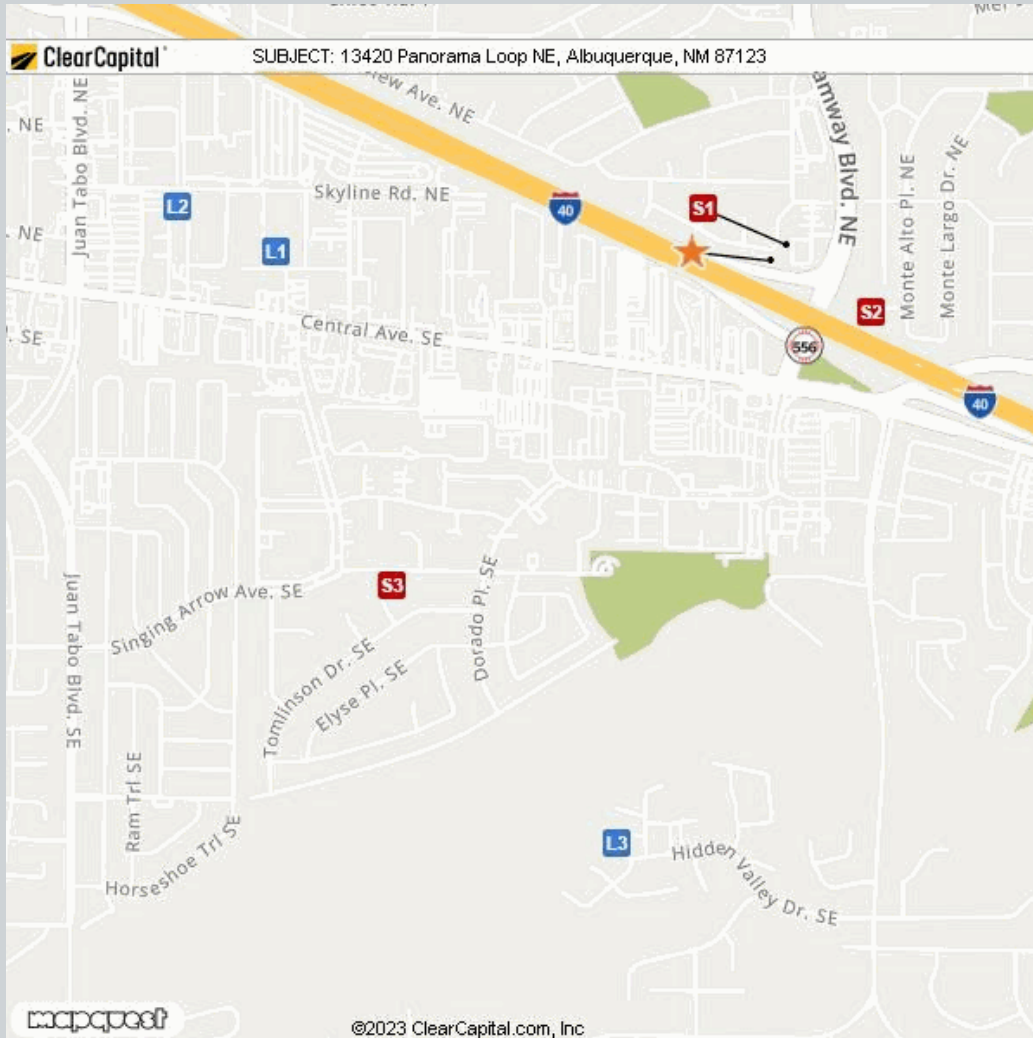 ClearCapital
SUBJECT: 13420 Panorama Loop NE, Albuquerque, NM 87123
Juan Tabo Blvd. NE
Ave. NE
amway Blvd. NE
Monte Alto Pl. NE
Monte Largo Dr. NE
. NE
Skyline Rd. NE
40
S1
L2
L1
. NE
S2
Central Ave. SE
. SE
556
40
S3
Singing Arrow Ave. SE
Juan Tabo Blvd. SE
Tomlinson Dr. SE
Elyse Pl. SE
Dorado Pl. SE
Ram Trl SE
Horseshoe Trl SE
L3
Hidden Valley Dr. SE
mapquest
©2023 ClearCapital.com, Inc